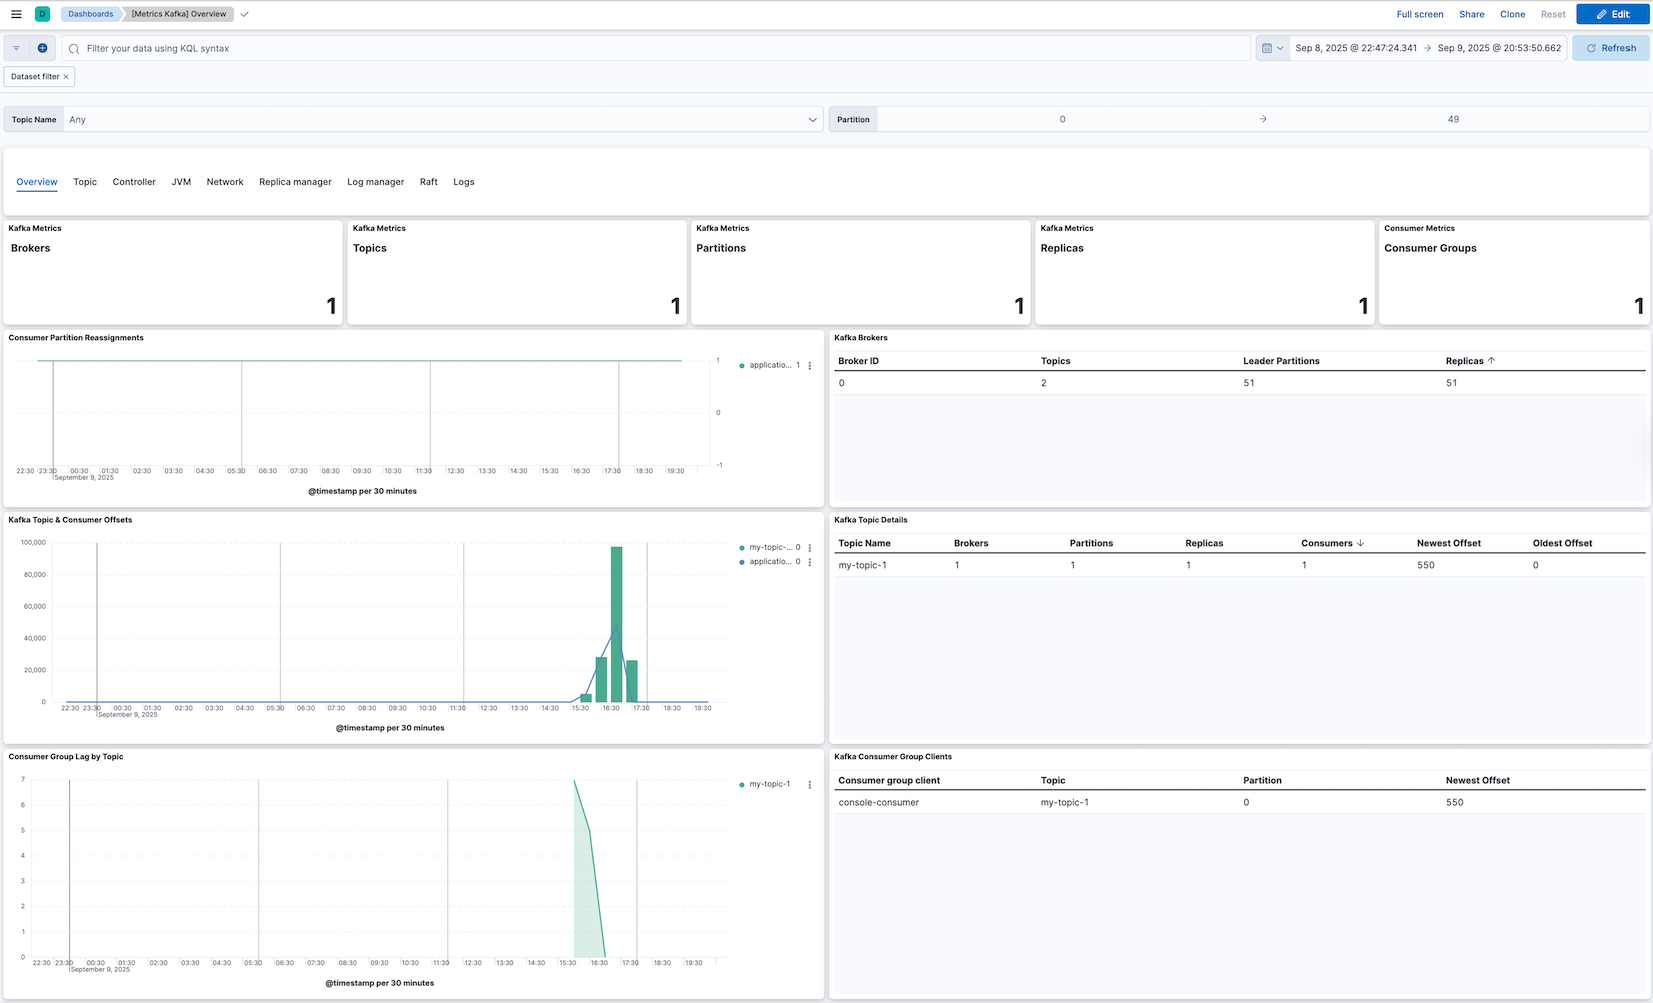 D Dashboards [Metrics Kafka] Overview Full screen Share Clone Reset Edit
Filter your data using KQL syntax Sep 8, 2025 @ 22:47:24.341 → Sep 9, 2025 @ 20:53:50.662 Refresh
Dataset filter ×
Topic Name Any Partition 0 → 49
Overview Topic Controller JVM Network Replica manager Log manager Raft Logs
Kafka Metrics Kafka Metrics Kafka Metrics Kafka Metrics Consumer Metrics
Brokers Topics Partitions Replicas Consumer Groups
1 1 1 1 1
Consumer Partition Reassignments
applicatio... 1
1
0
-1
22:30 23:30 00:30 01:30 02:30 03:30 04:30 05:30 06:30 07:30 08:30 09:30 10:30 11:30 12:30 13:30 14:30 15:30 16:30 17:30 18:30 19:30
September 9, 2025
@timestamp per 30 minutes
Kafka Brokers
Broker ID Topics Leader Partitions Replicas ↑
0 2 51 51
Kafka Topic & Consumer Offsets
my-topic-... 0
applicatio... 0
100,000
80,000
60,000
40,000
20,000
0
22:30 23:30 00:30 01:30 02:30 03:30 04:30 05:30 06:30 07:30 08:30 09:30 10:30 11:30 12:30 13:30 14:30 15:30 16:30 17:30 18:30 19:30
September 9, 2025
@timestamp per 30 minutes
Kafka Topic Details
Topic Name Brokers Partitions Replicas Consumers ↓ Newest Offset Oldest Offset
my-topic-1 1 1 1 1 550 0
Consumer Group Lag by Topic
my-topic-1
7
6
5
4
3
2
1
0
22:30 23:30 00:30 01:30 02:30 03:30 04:30 05:30 06:30 07:30 08:30 09:30 10:30 11:30 12:30 13:30 14:30 15:30 16:30 17:30 18:30 19:30
September 9, 2025
@timestamp per 30 minutes
Kafka Consumer Group Clients
Consumer group client Topic Partition Newest Offset
console-consumer my-topic-1 0 550